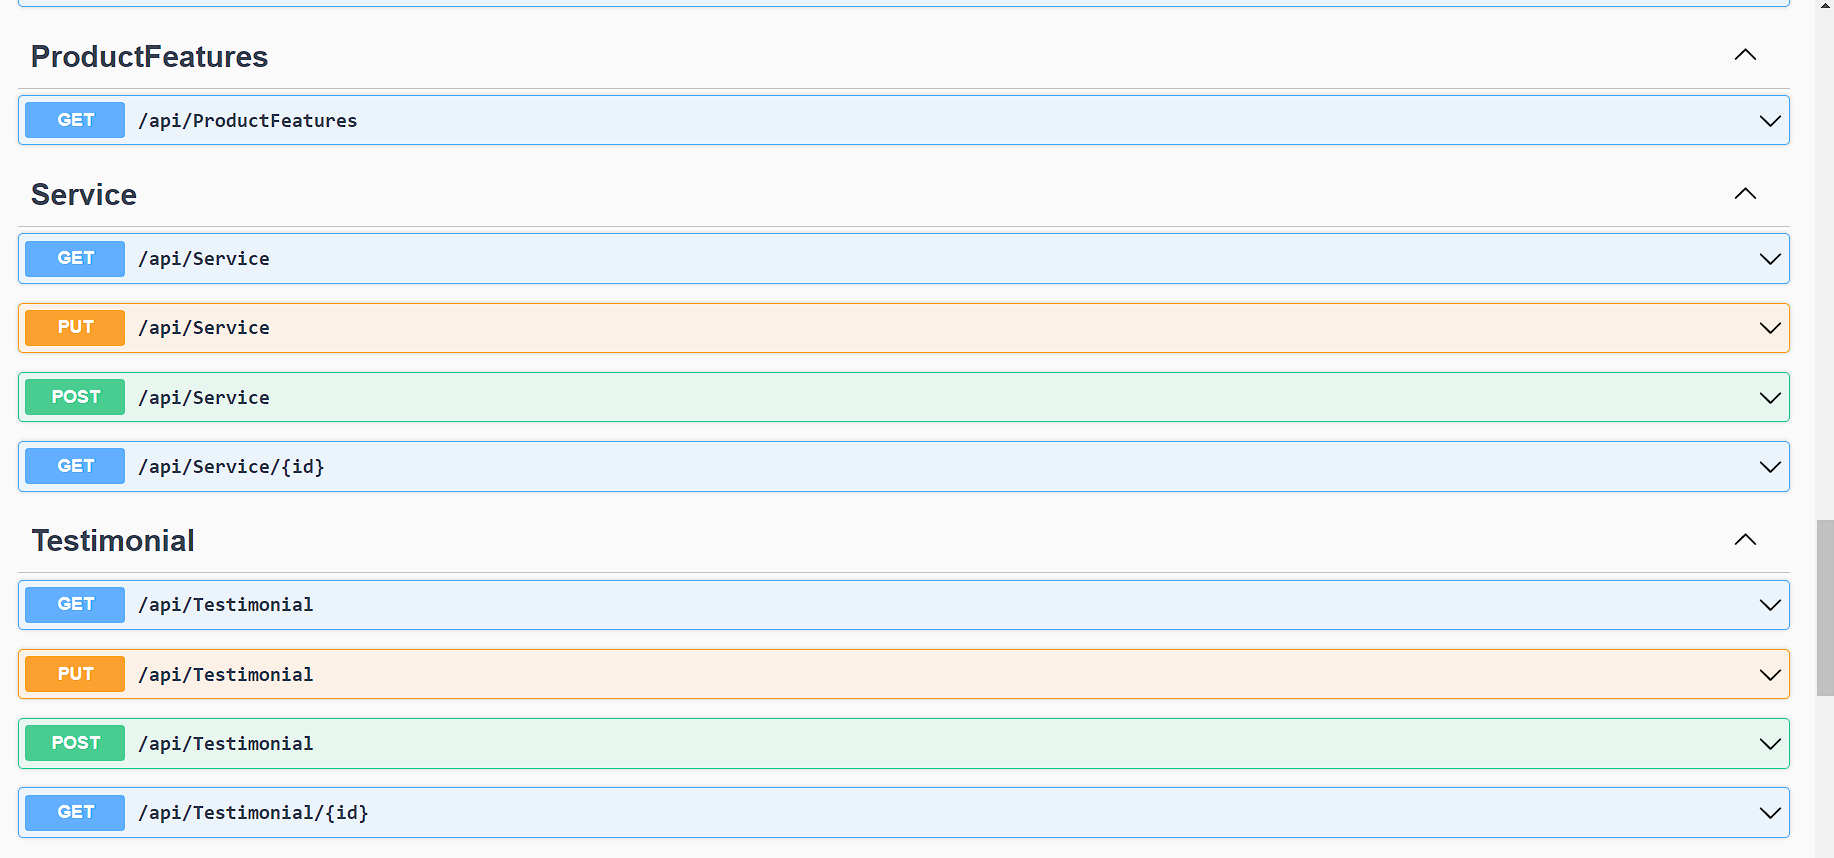 ProductFeatures
GET /api/ProductFeatures
Service
GET /api/Service
PUT /api/Service
POST /api/Service
GET /api/Service/{id}
Testimonial
GET /api/Testimonial
PUT /api/Testimonial
POST /api/Testimonial
GET /api/Testimonial/{id}